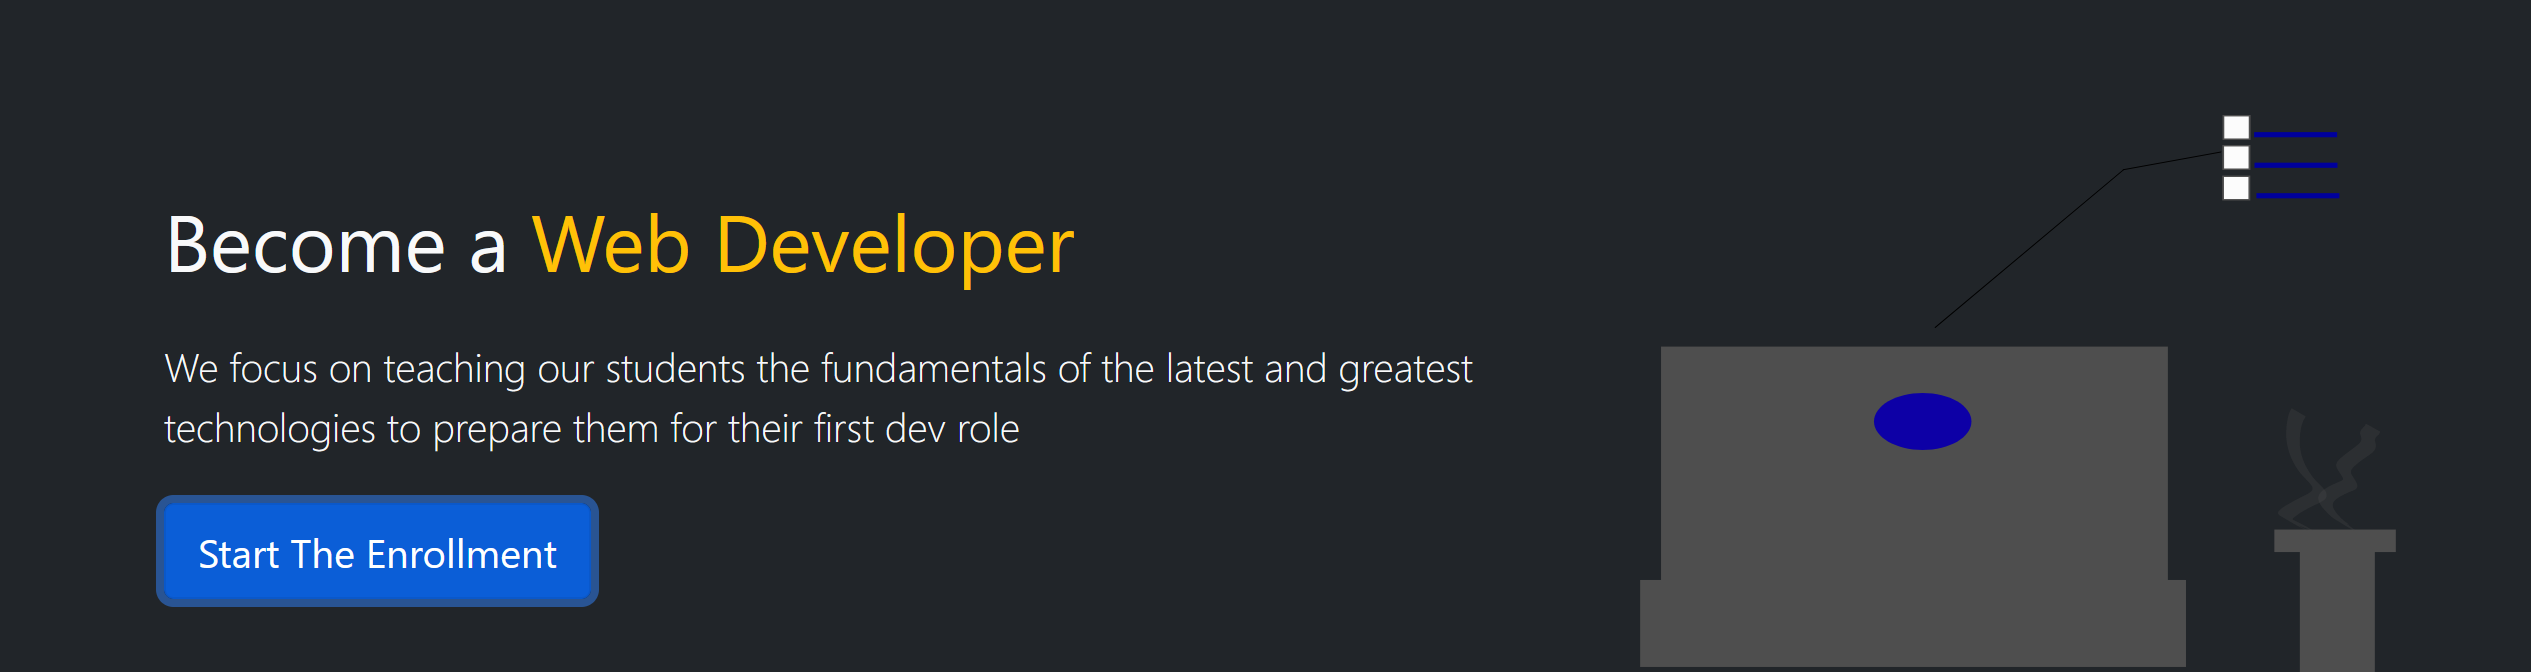 Become a Web Developer
We focus on teaching our students the fundamentals of the latest and greatest
technologies to prepare them for their first dev role
Start The Enrollment